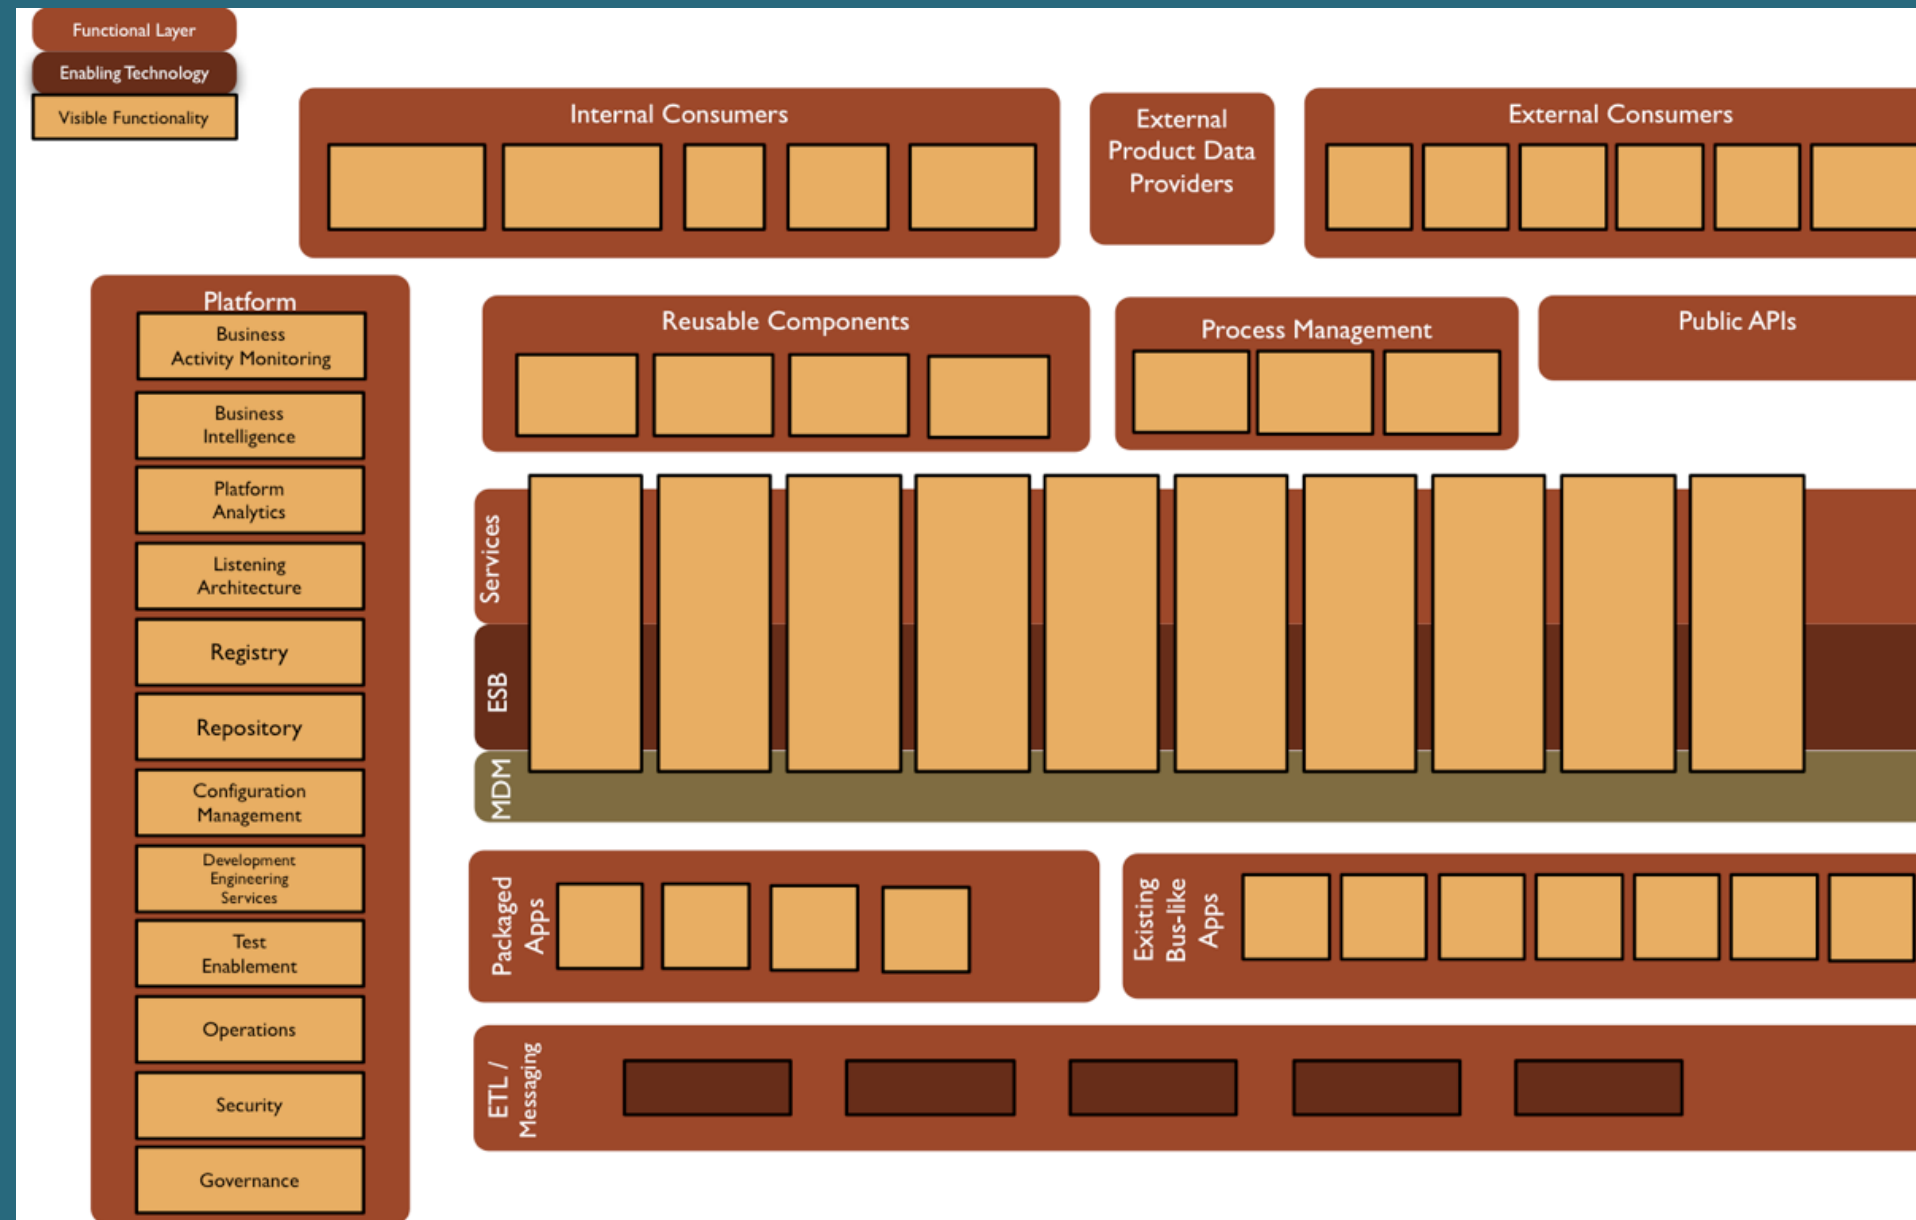 Functional Layer
Enabling Technology
Visible Functionality
Internal Consumers
External
Product Data
Providers
External Consumers
Platform
Business
Activity Monitoring
Business
Intelligence
Platform
Analytics
Listening
Architecture
Registry
Repository
Configuration
Management
Development
Engineering
Services
Test
Enablement
Operations
Security
Governance
Reusable Components
Process Management
Public APIs
Services
ESB
MDM
Packaged
Apps
Existing
Bus-like
Apps
ETL /
Messaging